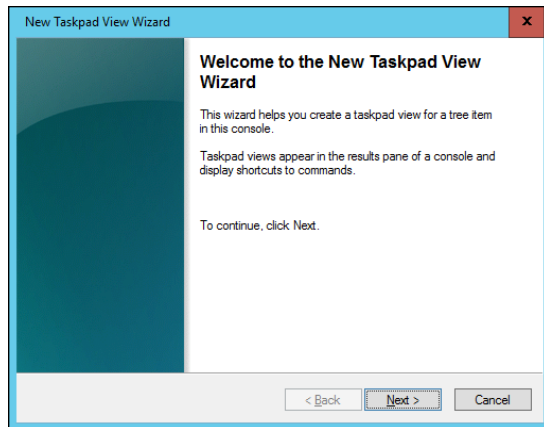 New Taskpad View Wizard
x
Welcome to the New Taskpad View
Wizard
This wizard helps you create a taskpad view for a tree item
in this console.
Taskpad views appear in the results pane of a console and
display shortcuts to commands.
To continue, click Next.
< Back
Next >
Cancel